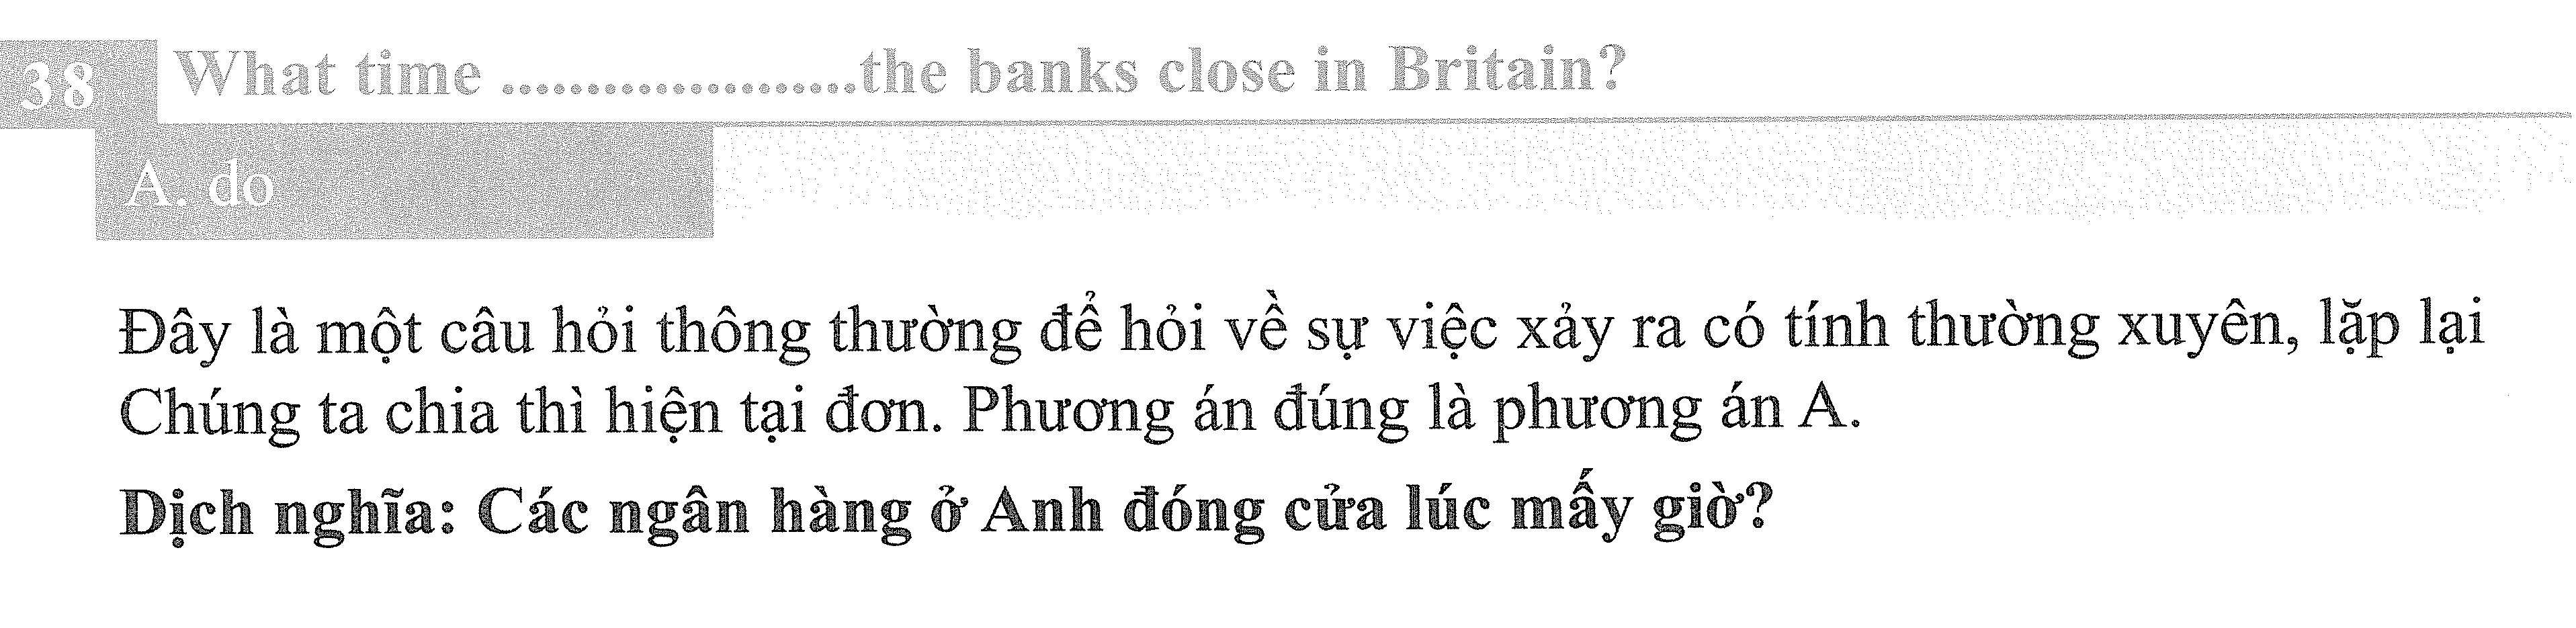 38 What time .....................the banks close in Britain?
A. do
Đây là một câu hỏi thông thường để hỏi về sự việc xảy ra có tính thường xuyên, lặp lại
Chúng ta chia thì hiện tại đơn. Phương án đúng là phương án A.
Dịch nghĩa: Các ngân hàng ở Anh đóng cửa lúc mấy giờ?